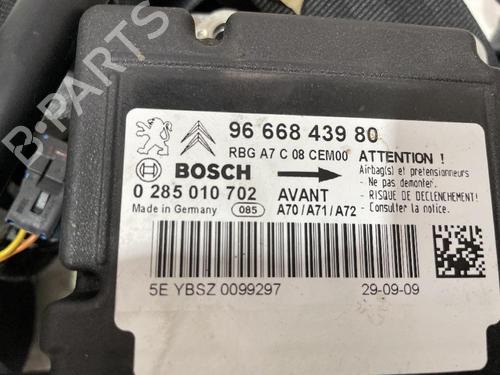 B-PARTS
96 668 439 80
RBG A7 C 08 CEM00
ATTENTION !
Airbag(s) et pretensionneurs
- Ne pas demonter.
- RISQUE DE DECLENCHEMENT!
- Consulter la notice.
BOSCH
0 285 010 702
AVANT
Made in Germany
085
A70 / A71 / A72
5E YBSZ 0099297
29-09-09